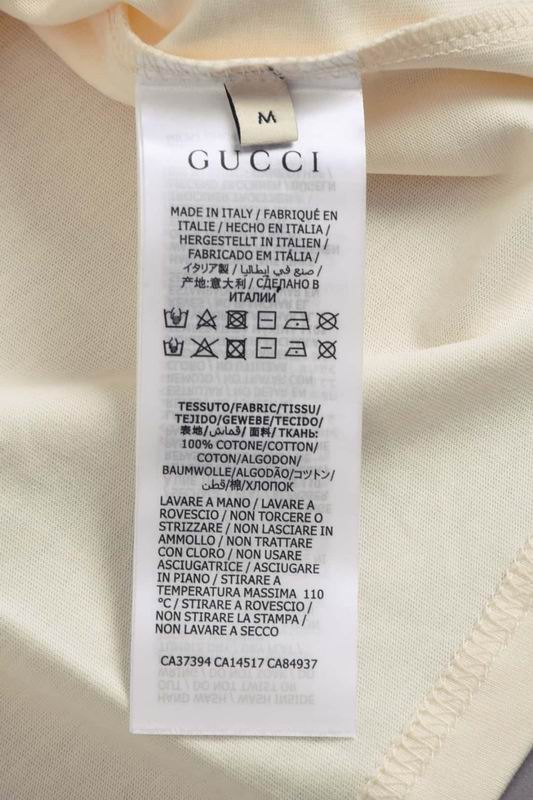 M
GUCCI
MADE IN ITALY / FABRIQUÉ EN
ITALIE / HECHO EN ITALIA /
HERGESTELLT IN ITALIEN /
FABRICADO EM ITÁLIA /
イタリア製 / صنع في إيطاليا /
产地:意大利 / СДЕЛАНО В
ИТАЛИИ
TESSUTO/FABRIC/TISSU/
TEJIDO/GEWEBE/TECIDO/
表地/قماش/ 面料/ ТКАНЬ:
100% COTONE/COTTON/
COTON/ALGODON/
BAUMWOLLE/ALGODÃO/コットン/
قطن/棉/ХЛОПОК
LAVARE A MANO / LAVARE A
ROVESCIO / NON TORCERE O
STRIZZARE / NON LASCIARE IN
AMMOLLO / NON TRATTARE
CON CLORO / NON USARE
ASCIUGATRICE / ASCIUGARE
IN PIANO / STIRARE A
TEMPERATURA MASSIMA 110
°C / STIRARE A ROVESCIO /
NON STIRARE LA STAMPA /
NON LAVARE A SECCO
CA37394 CA14517 CA84937